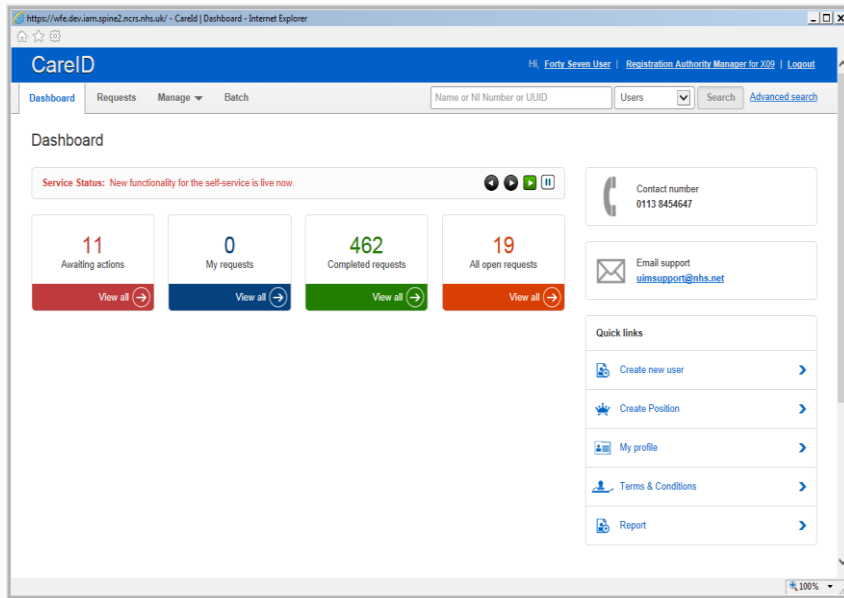 https://wfe.dev.iam.spine2.ncrs.nhs.uk/ - CareId | Dashboard - Internet Explorer
CareID
Hi, Forty Seven User | Registration Authority Manager for X09 | Logout
Dashboard Requests Manage Batch
Name or NI Number or UUID Users Search Advanced search
Dashboard
Service Status: New functionality for the self-service is live now.
11
Awaiting actions
View all
0
My requests
View all
462
Completed requests
View all
19
All open requests
View all
Contact number
0113 8454647
Email support
uimsupport@nhs.net
Quick links
Create new user
Create Position
My profile
Terms & Conditions
Report
100%